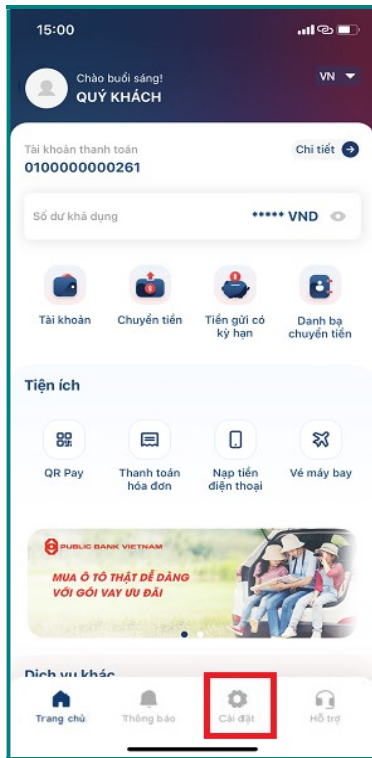 15:00
Chào buổi sáng!
QUÝ KHÁCH
VN
Tài khoản thanh toán
0100000000261
Chi tiết
Số dư khả dụng
***** VND
Tài khoản
Chuyển tiền
Tiền gửi có
kỳ hạn
Danh bạ
chuyển tiền
Tiện ích
QR Pay
Thanh toán
hóa đơn
Nạp tiền
điện thoại
Vé máy bay
PUBLIC BANK VIETNAM
MUA Ô TÔ THẬT DỄ DÀNG
VỚI GÓI VAY ƯU ĐÃI
Dịch vụ khác
Trang chủ
Thông báo
Cài đặt
Hỗ trợ